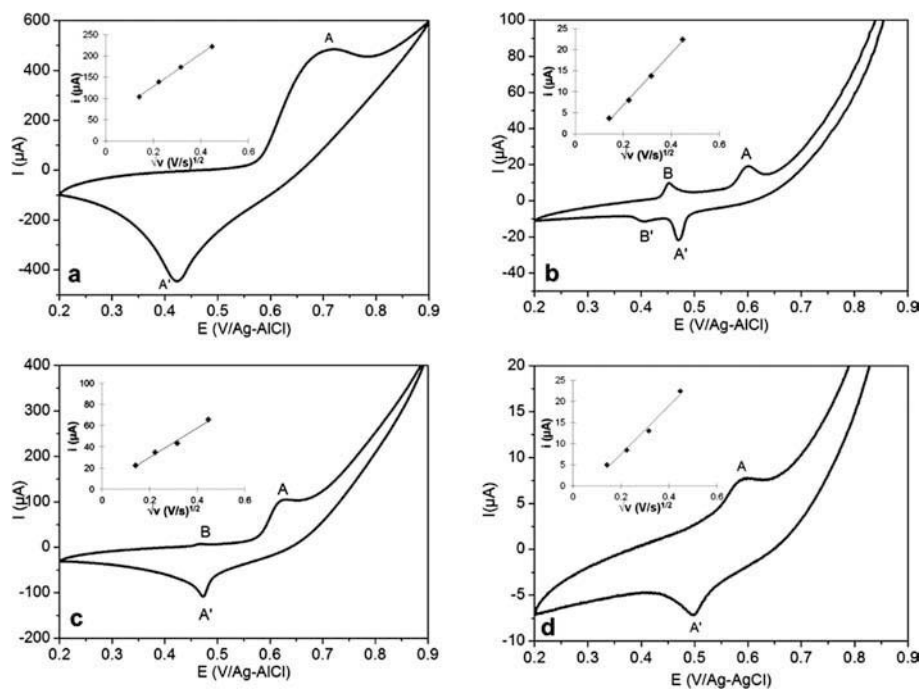 600
400
200
0
-200
-400
I (µA)
0.2 0.3 0.4 0.5 0.6 0.7 0.8 0.9
E (V/Ag-AlCl)
a
A
A'
250
200
150
100
50
0
i (µA)
0 0.2 0.4 0.6
√v (V/s)1/2
100
80
60
40
20
0
-20
-40
I (µA)
0.2 0.3 0.4 0.5 0.6 0.7 0.8 0.9
E (V/Ag-AlCl)
b
B
A
B'
A'
25
20
15
10
5
0
i (µA)
0 0.2 0.4 0.6
√v (V/s)1/2
400
300
200
100
0
-100
-200
I (µA)
0.2 0.3 0.4 0.5 0.6 0.7 0.8 0.9
E (V/Ag-AlCl)
c
B
A
A'
100
80
60
40
20
0
i (µA)
0 0.2 0.4 0.6
√v (V/s)1/2
20
15
10
5
0
-5
-10
I (µA)
0.2 0.3 0.4 0.5 0.6 0.7 0.8 0.9
E (V/Ag-AgCl)
d
A
A'
25
20
15
10
5
0
i (µA)
0 0.2 0.4 0.6
√v (V/s)1/2